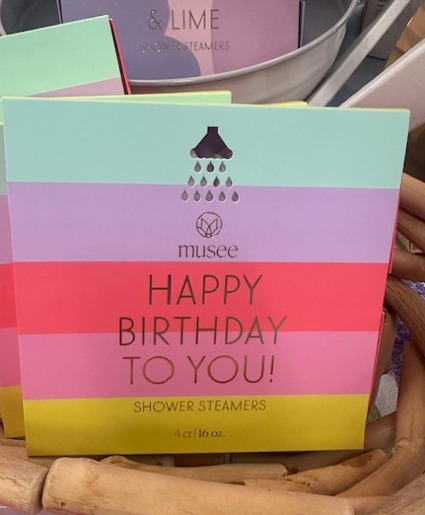 & LIME
SHOWER STEAMERS
musee
HAPPY
BIRTHDAY
TO YOU!
SHOWER STEAMERS
4 ct | 16 oz.